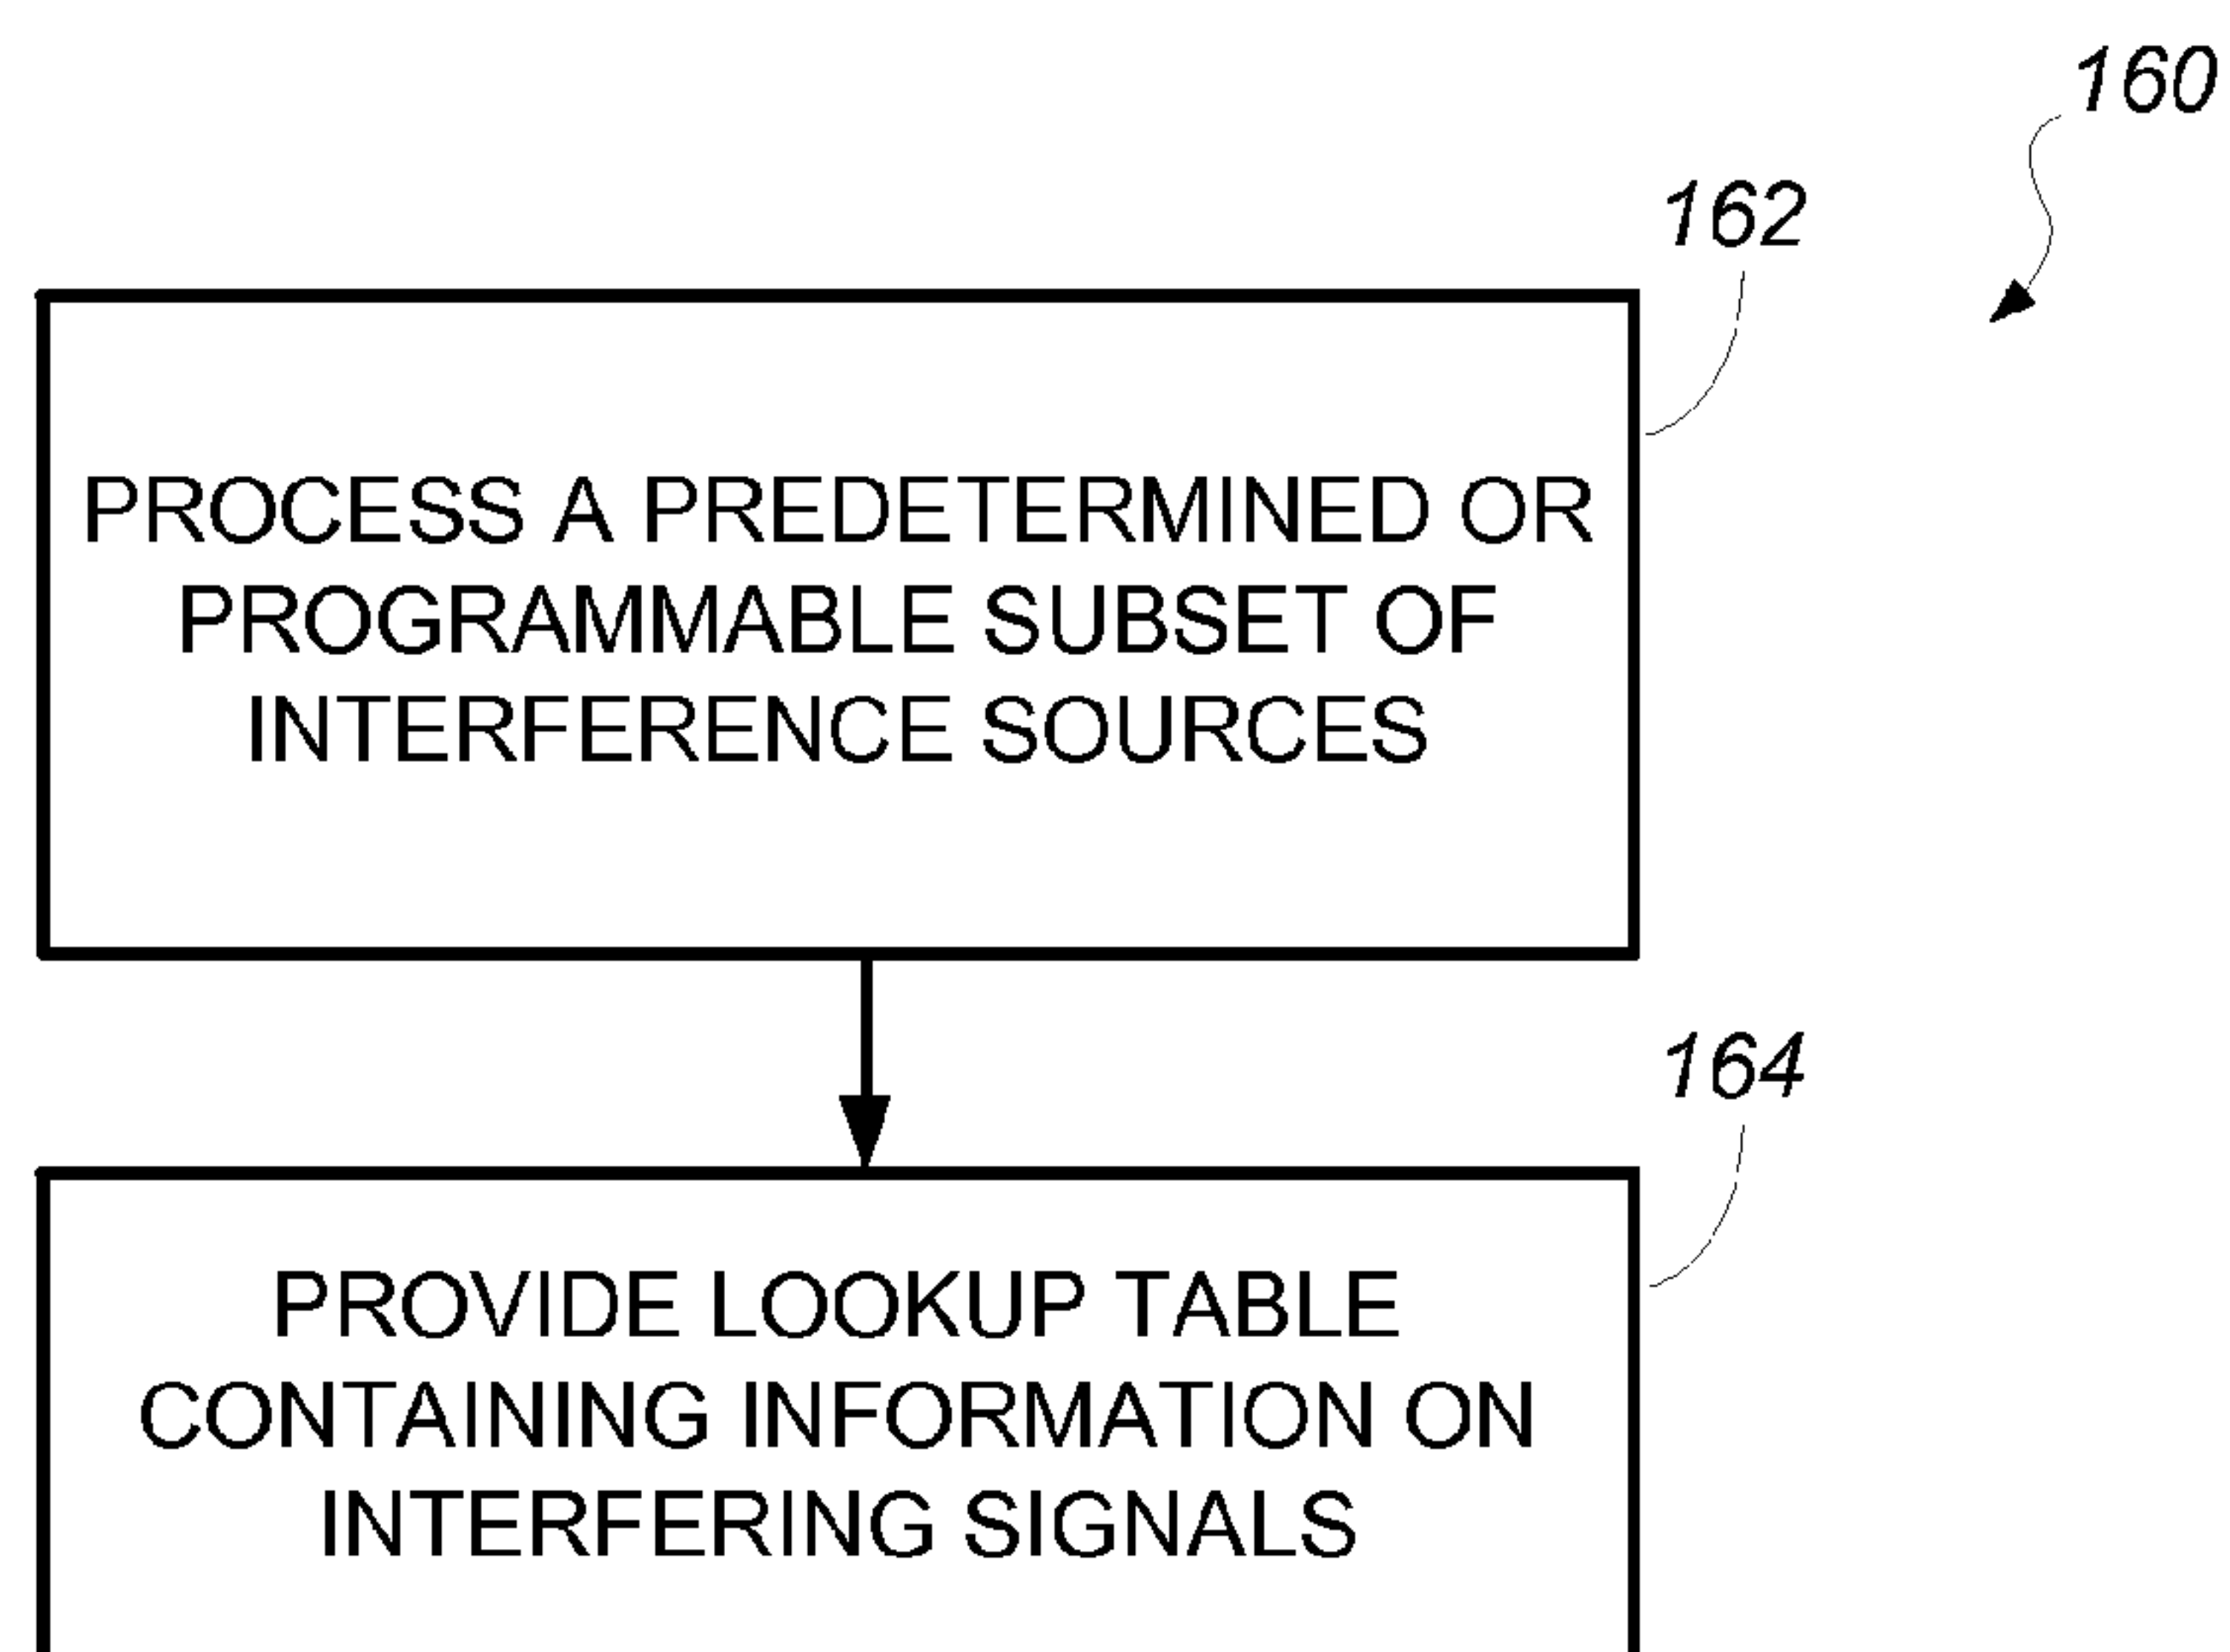 160
162
PROCESS A PREDETERMINED OR
PROGRAMMABLE SUBSET OF
INTERFERENCE SOURCES
164
PROVIDE LOOKUP TABLE
CONTAINING INFORMATION ON
INTERFERING SIGNALS